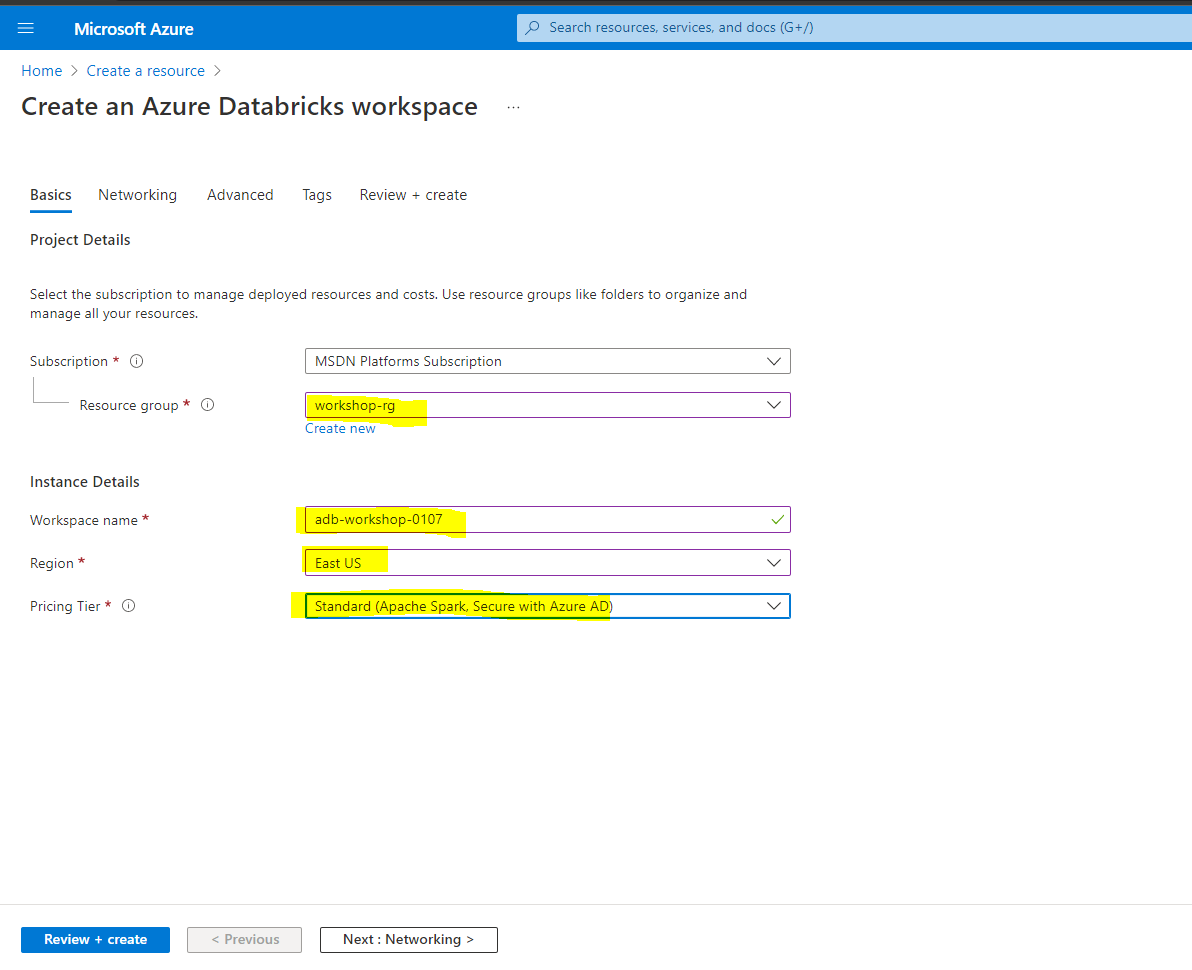 Microsoft Azure
Search resources, services, and docs (G+/)
Home > Create a resource >
Create an Azure Databricks workspace ...
Basics Networking Advanced Tags Review + create
Project Details
Select the subscription to manage deployed resources and costs. Use resource groups like folders to organize and
manage all your resources.
Subscription * MSDN Platforms Subscription
Resource group * workshop-rg
Create new
Instance Details
Workspace name * adb-workshop-0107
Region * East US
Pricing Tier * Standard (Apache Spark, Secure with Azure AD)
Review + create < Previous Next : Networking >